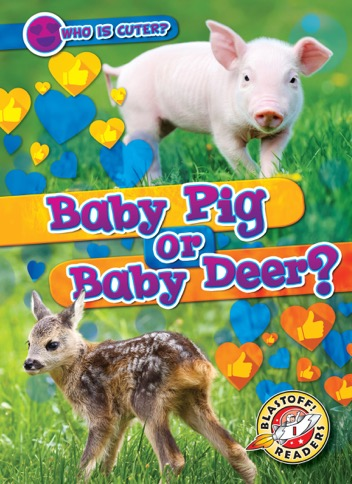 WHO IS CUTER?
Baby Pig
or
Baby Deer?
BLASTOFF!
1
READERS